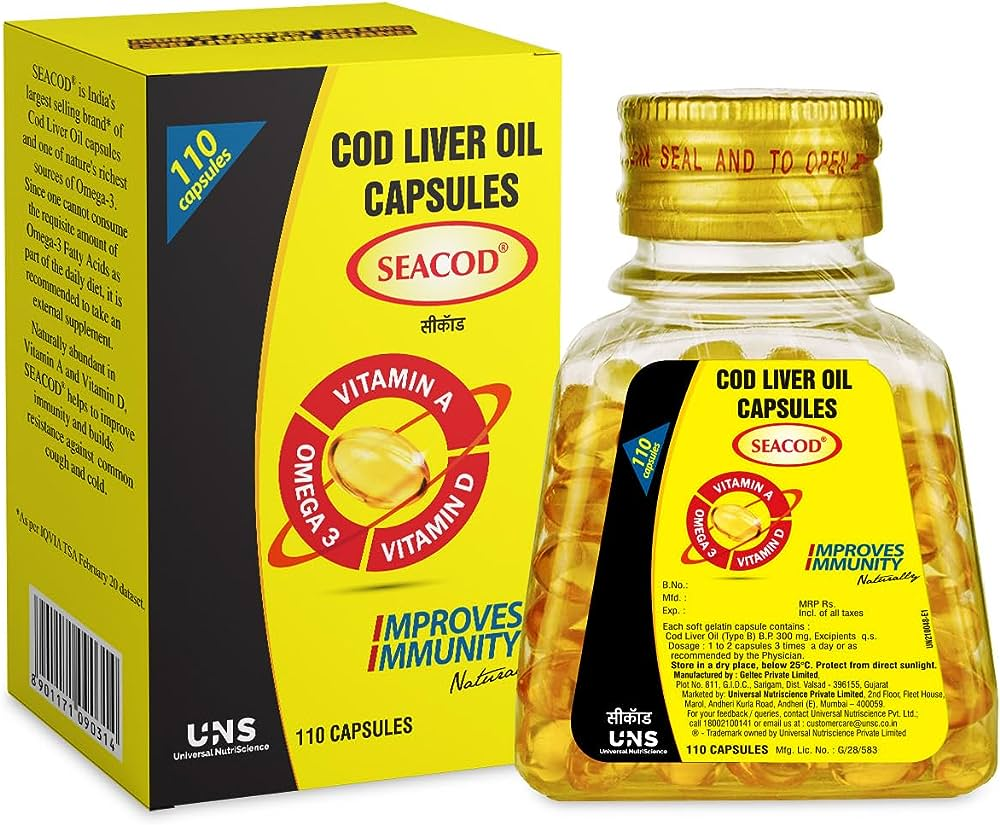 INDIA'S LARGEST SELLING
COD LIVER OIL BRAND
SEACOD® is India's
largest selling brand* of
Cod Liver Oil capsules
and one of nature's richest
sources of Omega-3.
Since one cannot consume
the requisite amount of
Omega-3 Fatty Acids as
part of the daily diet, it is
recommended to take an
external supplement.
Naturally abundant in
Vitamin A and Vitamin D,
SEACOD® helps to improve
immunity and builds
resistance against common
cough and cold.
*As per IQVIA TSA February 20 dataset.
8901171090314
110
capsules
COD LIVER OIL
CAPSULES
SEACOD®
सीकॅाड
VITAMIN A
OMEGA 3
VITAMIN D
IMPROVES
IMMUNITY
UNS
Universal NutriScience
110 CAPSULES
SEAL AND TO OPEN
COD LIVER OIL
CAPSULES
SEACOD®
110
capsules
VITAMIN A
OMEGA 3
VITAMIN D
IMPROVES
IMMUNITY
Naturally
B.No.:
Mfd. :
Exp. :
MRP Rs.
Incl. of all taxes
UN210048-E1
Each soft gelatin capsule contains :
Cod Liver Oil (Type B) B.P. 300 mg, Excipients q.s.
Dosage : 1 to 2 capsules 3 times a day or as
recommended by the Physician.
Store in a dry place, below 25°C. Protect from direct sunlight.
Manufactured by : Geltec Private Limited,
Plot No. 811, G.I.D.C., Sarigam, Dist. Valsad - 396155, Gujarat
Marketed by: Universal Nutriscience Private Limited, 2nd Floor, Fleet House,
Marol, Andheri Kurla Road, Andheri (E), Mumbai – 400059.
For your feedback / queries, contact Universal Nutriscience Pvt. Ltd.;
call 18002100141 or email us at : customercare@unsc.co.in
® - Trademark owned by Universal Nutriscience Private Limited
सीकॅाड
UNS
Universal NutriScience
110 CAPSULES Mfg. Lic. No. : G/28/583